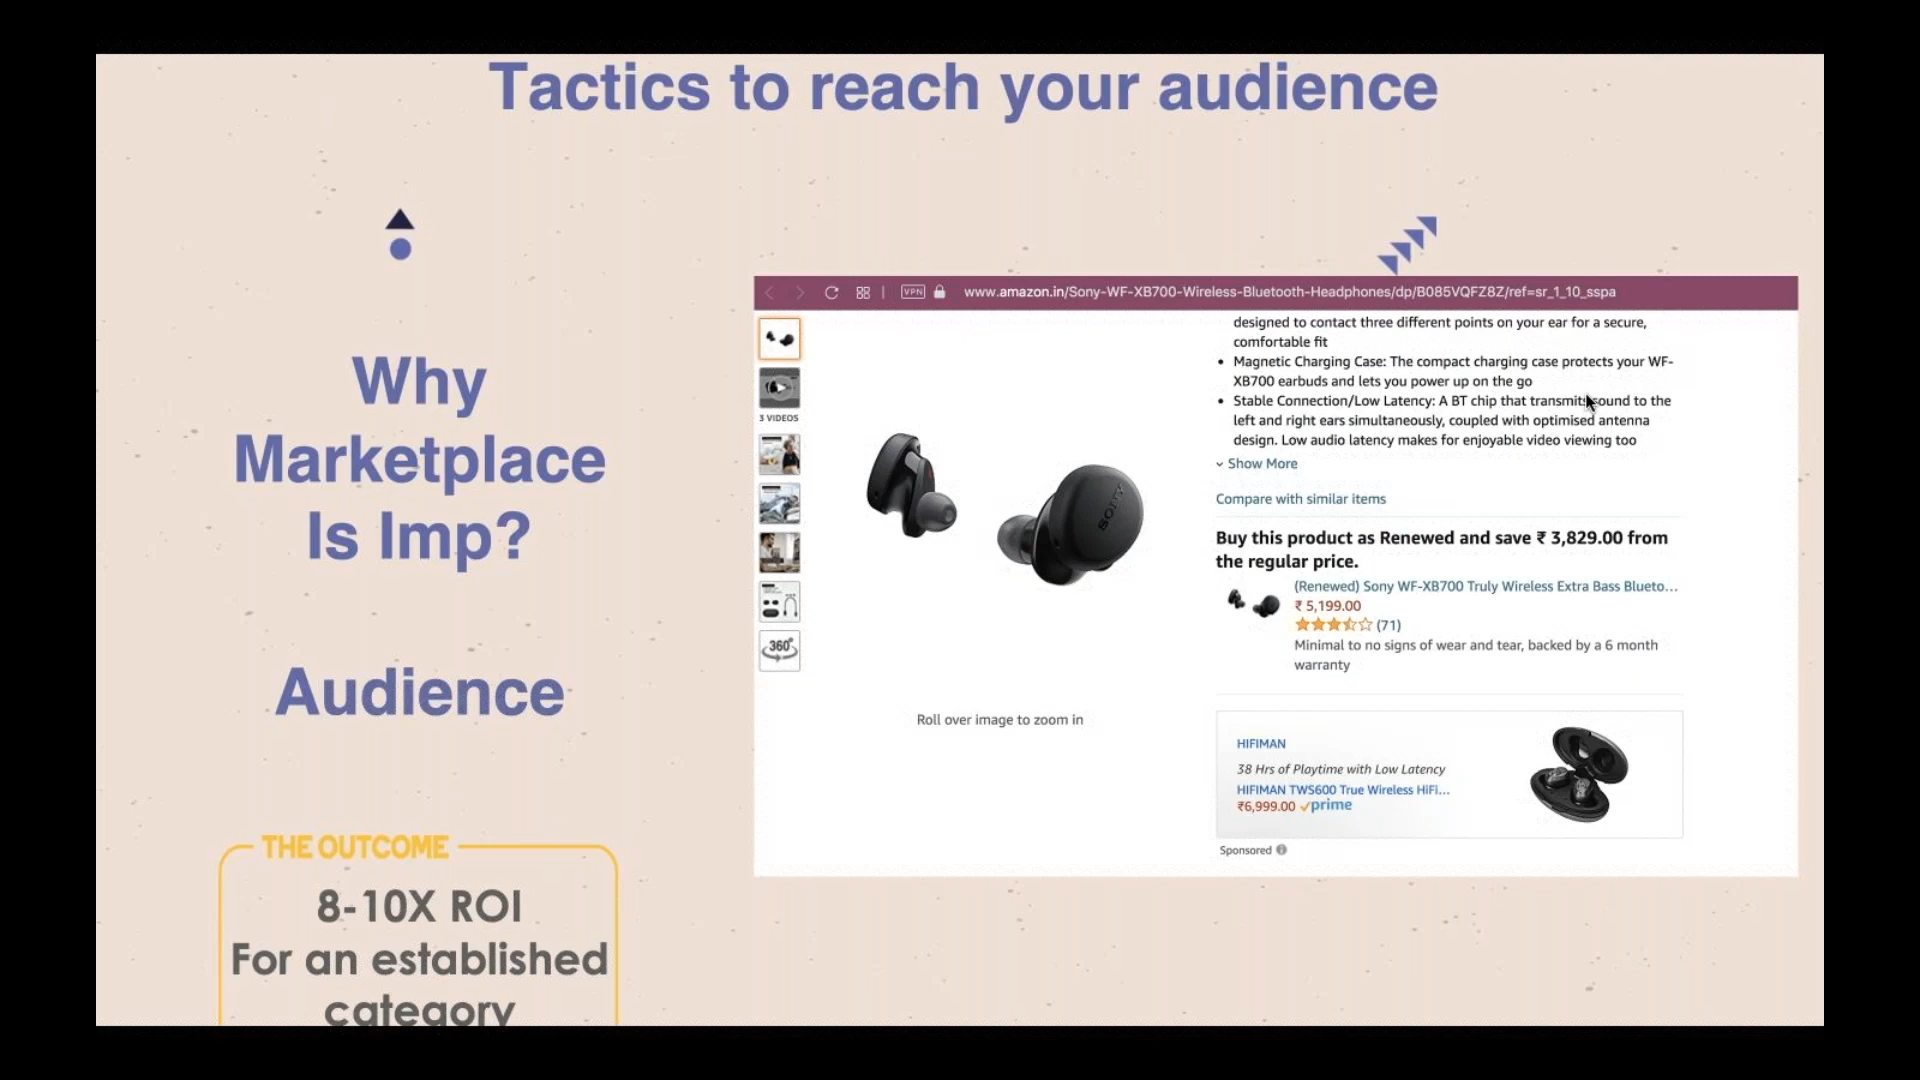 Tactics to reach your audience
Why
Marketplace
Is Imp?
Audience
THE OUTCOME
8-10X ROI
For an established
category
VPN
www.amazon.in/Sony-WF-XB700-Wireless-Bluetooth-Headphones/dp/B085VQFZ8Z/ref=sr_1_10_sspa
3 VIDEOS
360°
SONY
Roll over image to zoom in
designed to contact three different points on your ear for a secure,
comfortable fit
• Magnetic Charging Case: The compact charging case protects your WF-
XB700 earbuds and lets you power up on the go
• Stable Connection/Low Latency: A BT chip that transmits sound to the
left and right ears simultaneously, coupled with optimised antenna
design. Low audio latency makes for enjoyable video viewing too
Show More
Compare with similar items
Buy this product as Renewed and save ₹ 3,829.00 from
the regular price.
(Renewed) Sony WF-XB700 Truly Wireless Extra Bass Blueto...
₹ 5,199.00
(71)
Minimal to no signs of wear and tear, backed by a 6 month
warranty
HIFIMAN
38 Hrs of Playtime with Low Latency
HIFIMAN TWS600 True Wireless HiFi...
₹6,999.00 prime
Sponsored